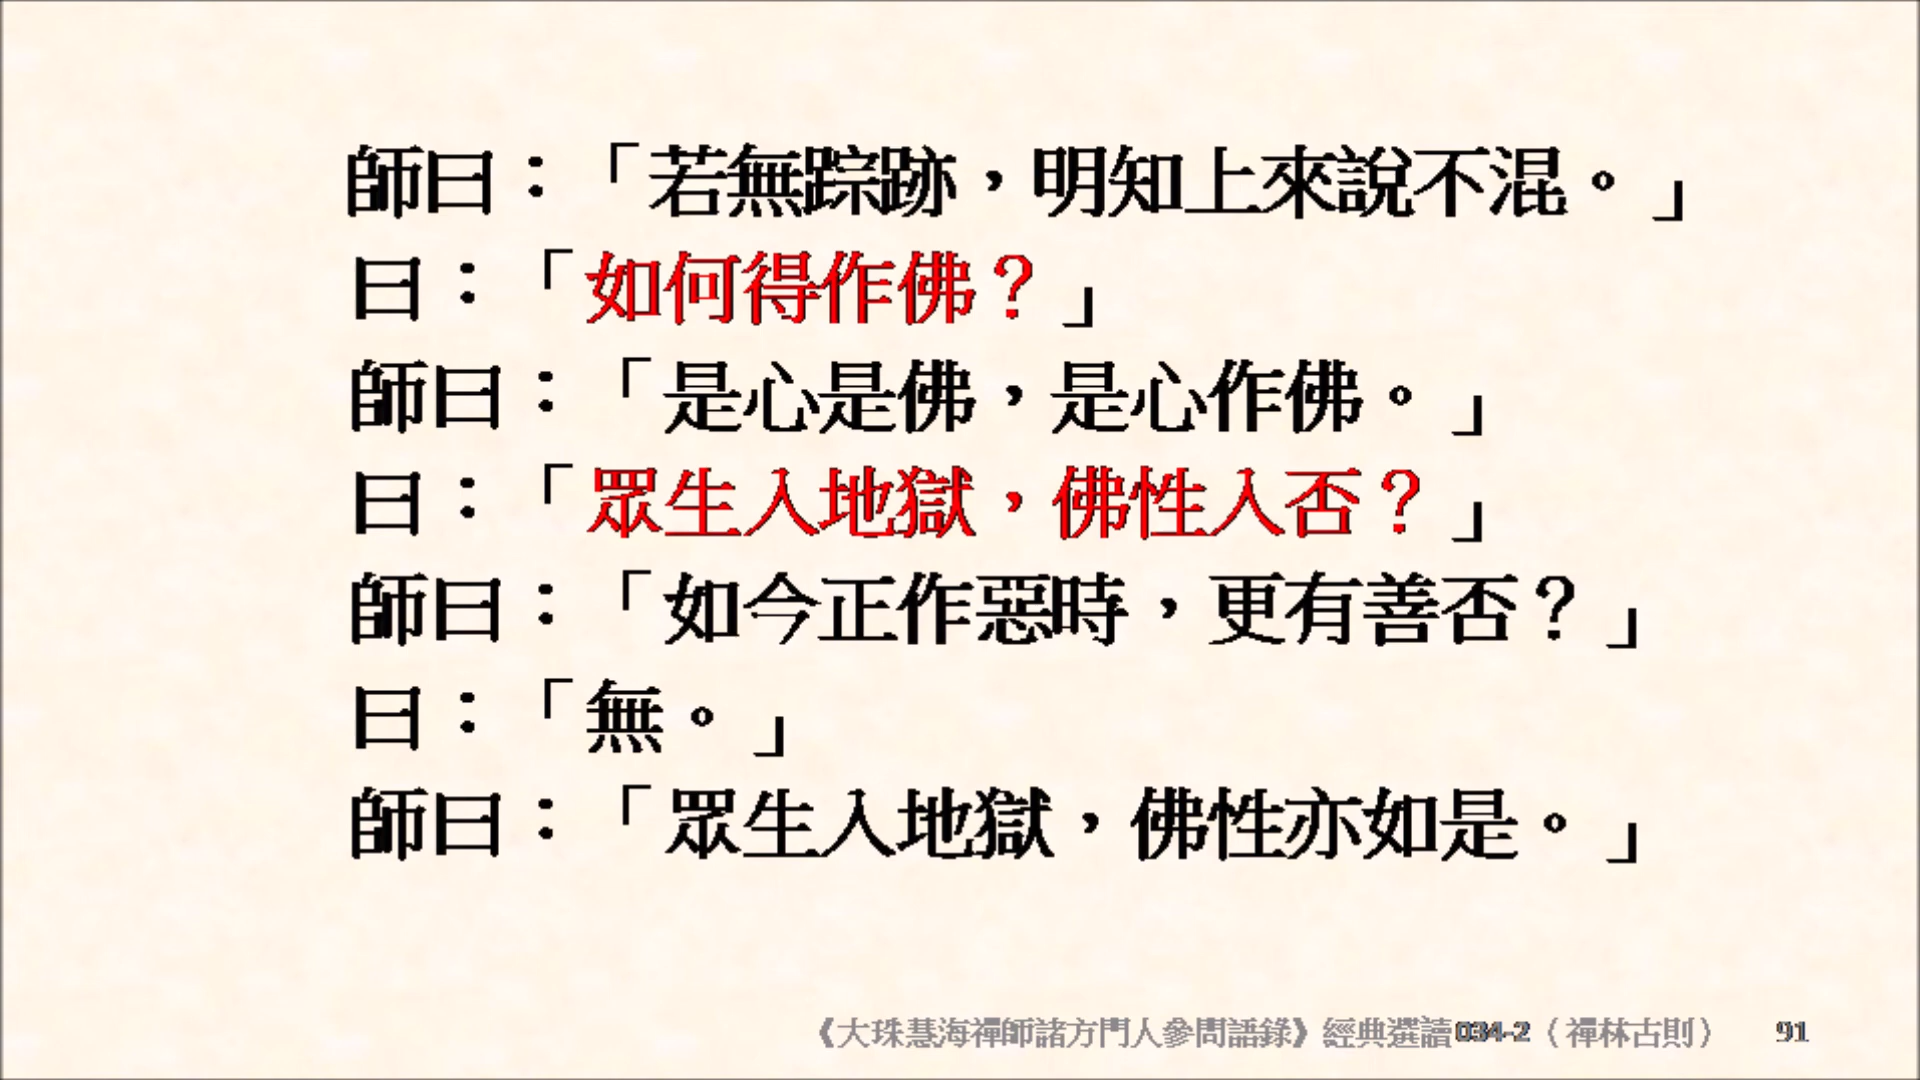 師曰：「若無踪跡，明知上來說不混。」
曰：「如何得作佛？」
師曰：「是心是佛，是心作佛。」
曰：「眾生入地獄，佛性入否？」
師曰：「如今正作惡時，更有善否？」
曰：「無。」
師曰：「眾生入地獄，佛性亦如是。」
《大珠慧海禪師諸方門人參問語錄》經典選讀034-2（禪林古則） 91